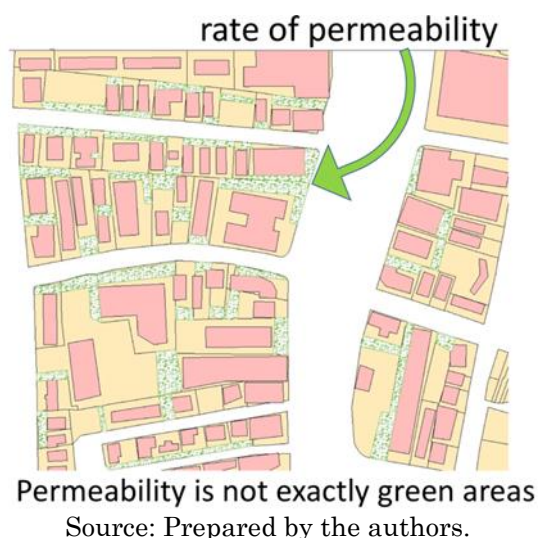 rate of permeability
Permeability is not exactly green areas
Source: Prepared by the authors.